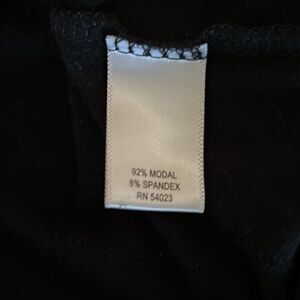 92% MODAL
8% SPANDEX
RN 54023